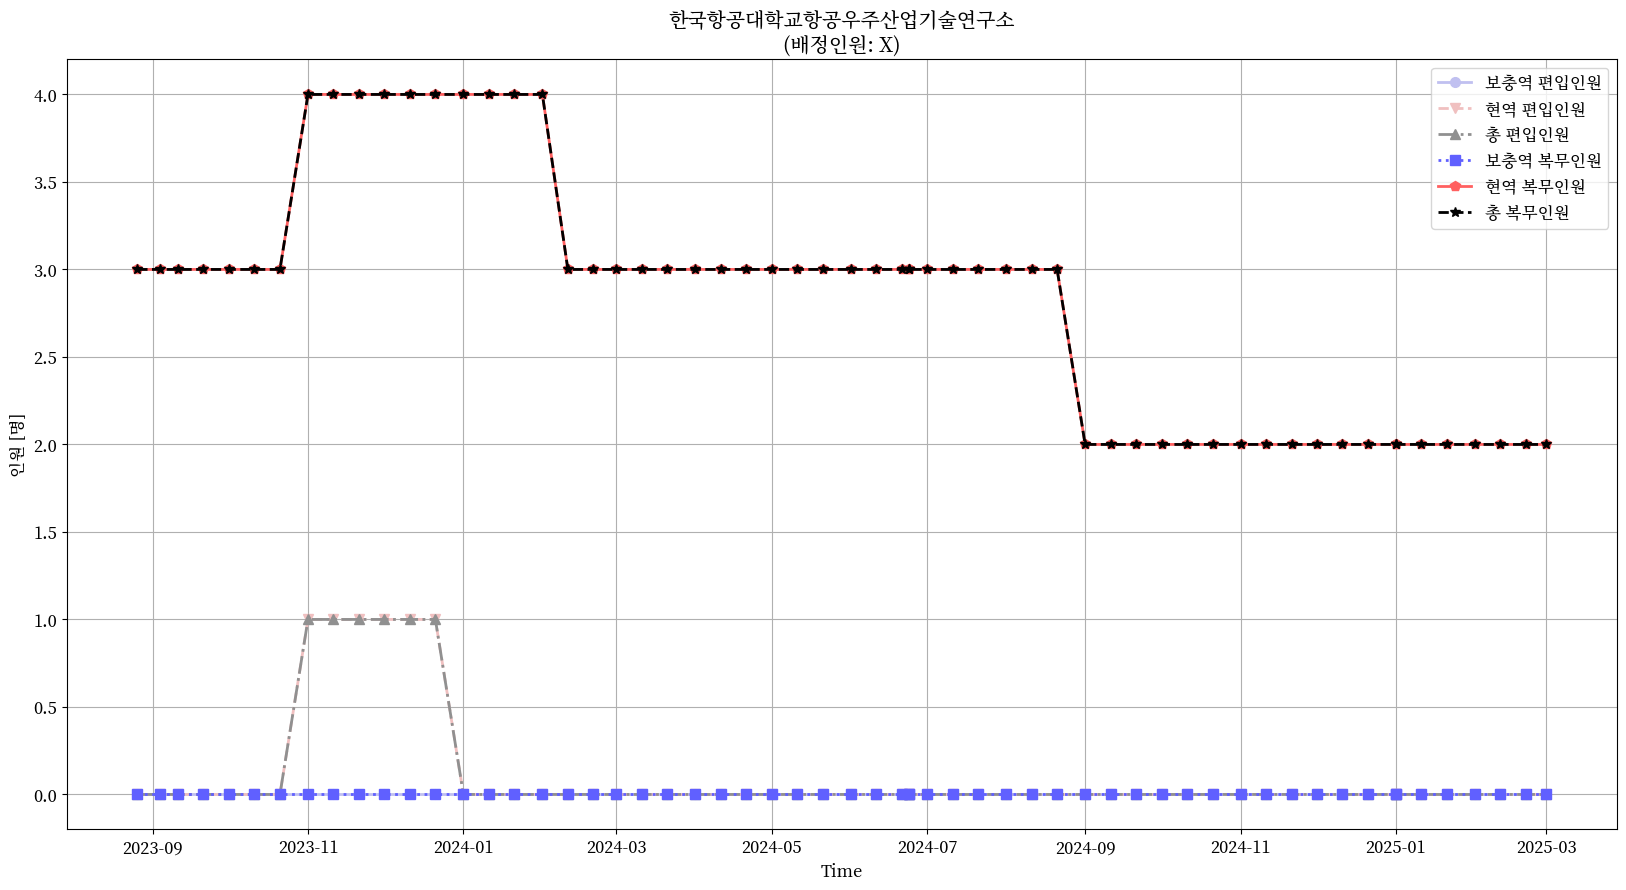 한국항공대학교항공우주산업기술연구소
(배정인원: X)
보충역 편입인원
현역 편입인원
총 편입인원
보충역 복무인원
현역 복무인원
총 복무인원
인원 [명]
4.0
3.5
3.0
2.5
2.0
1.5
1.0
0.5
0.0
2023-09 2023-11 2024-01 2024-03 2024-05 2024-07 2024-09 2024-11 2025-01 2025-03
Time